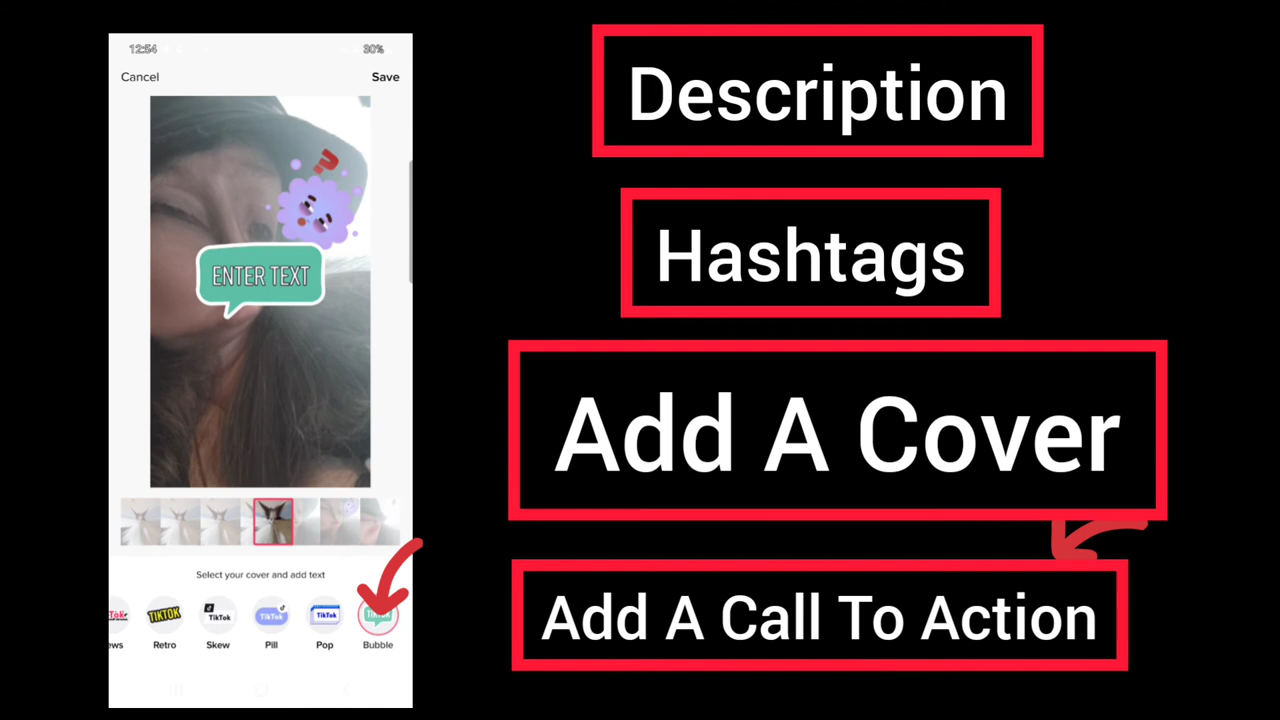 12:54
30%
Cancel
Save
ENTER TEXT
Select your cover and add text
TIKTOK
TikTok
TikTok
TikTok
ews
Retro
Skew
Pill
Pop
Bubble
Description
Hashtags
Add A Cover
Add A Call To Action